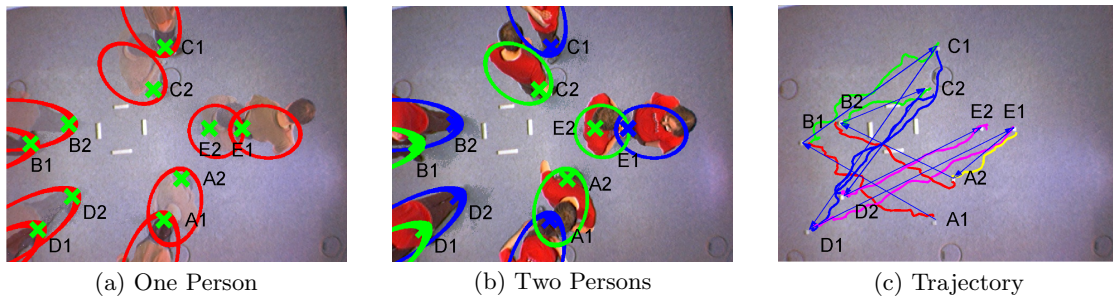 C1
C2
E2 E1
B2
B1
A2
D2
A1
D1
(a) One Person
C1
C2
E2
E1
B2
B1
A2
D2
A1
D1
(b) Two Persons
C1
C2
B2
E2 E1
B1
A2
D2
A1
D1
(c) Trajectory